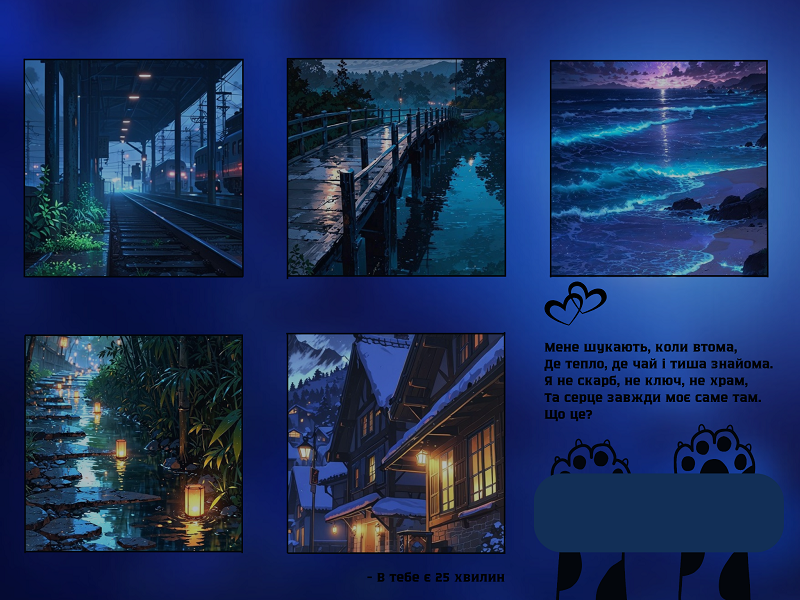 Мене шукають, коли втома,
Де тепло, де чай і тиша знайома.
Я не скарб, не ключ, не храм,
Та серце завжди моє саме там.
Що це?
- В тебе є 25 хвилин